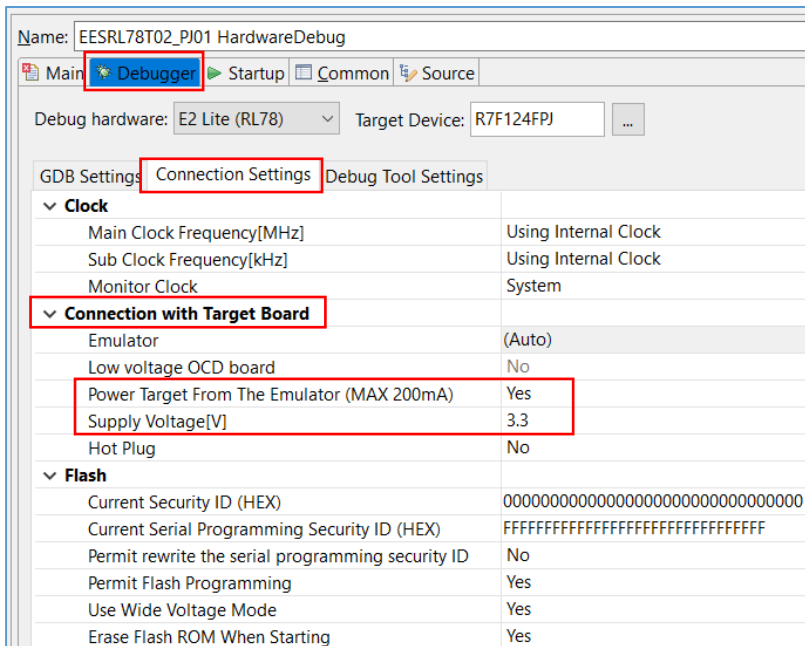 Name: EESRL78T02_PJ01 HardwareDebug
Main Debugger Startup Common Source
Debug hardware: E2 Lite (RL78) Target Device: R7F124FPJ ...
GDB Settings Connection Settings Debug Tool Settings
Clock
Main Clock Frequency[MHz] Using Internal Clock
Sub Clock Frequency[kHz] Using Internal Clock
Monitor Clock System
Connection with Target Board
Emulator (Auto)
Low voltage OCD board No
Power Target From The Emulator (MAX 200mA) Yes
Supply Voltage[V] 3.3
Hot Plug No
Flash
Current Security ID (HEX) 00000000000000000000000000000000
Current Serial Programming Security ID (HEX) FFFFFFFFFFFFFFFFFFFFFFFFFFFFFFFF
Permit rewrite the serial programming security ID No
Permit Flash Programming Yes
Use Wide Voltage Mode Yes
Erase Flash ROM When Starting Yes